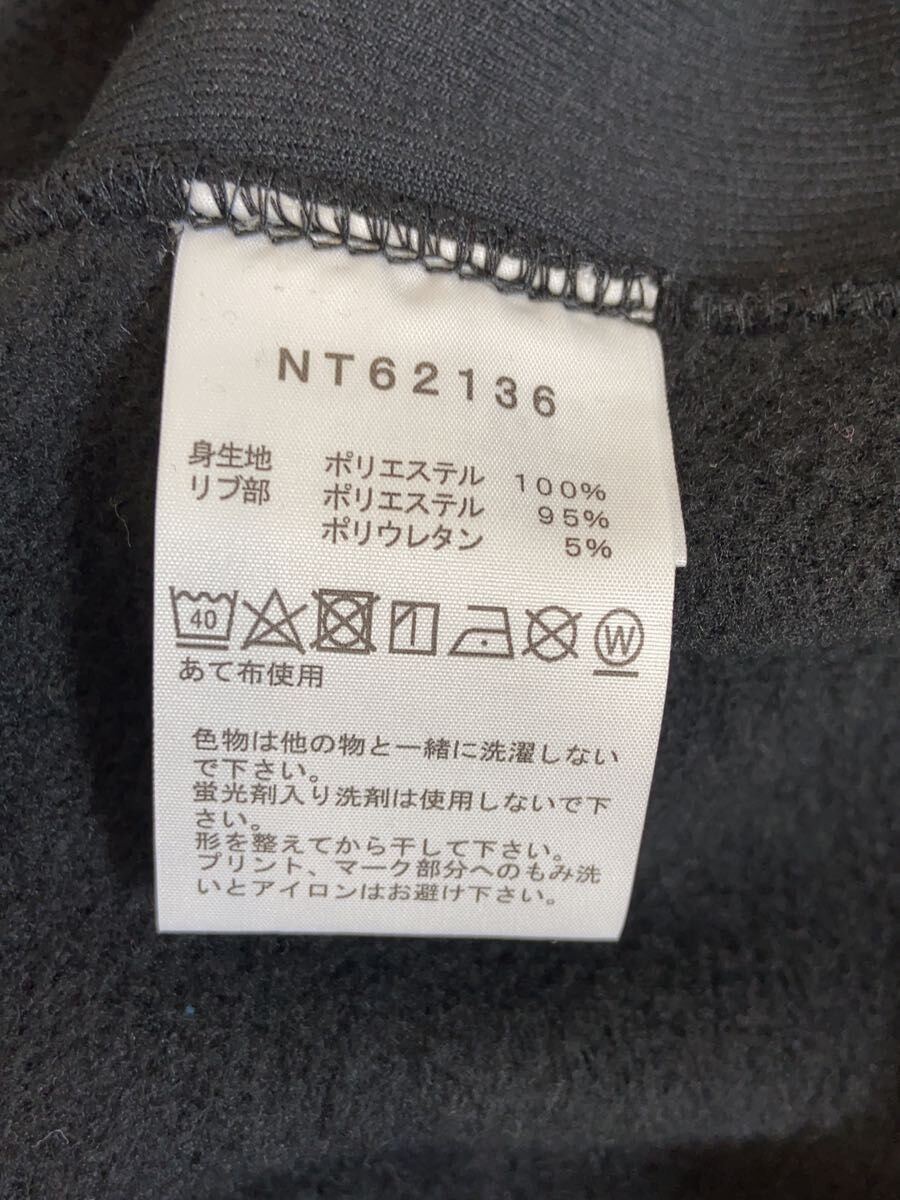 NT62136
身生地 ポリエステル 100%
リブ部 ポリエステル 95%
ポリウレタン 5%
40 W
あて布使用
色物は他の物と一緒に洗濯しない
で下さい。
蛍光剤入り洗剤は使用しないで下
さい。
形を整えてから干して下さい。
プリント、マーク部分へのもみ洗
いとアイロンはお避け下さい。